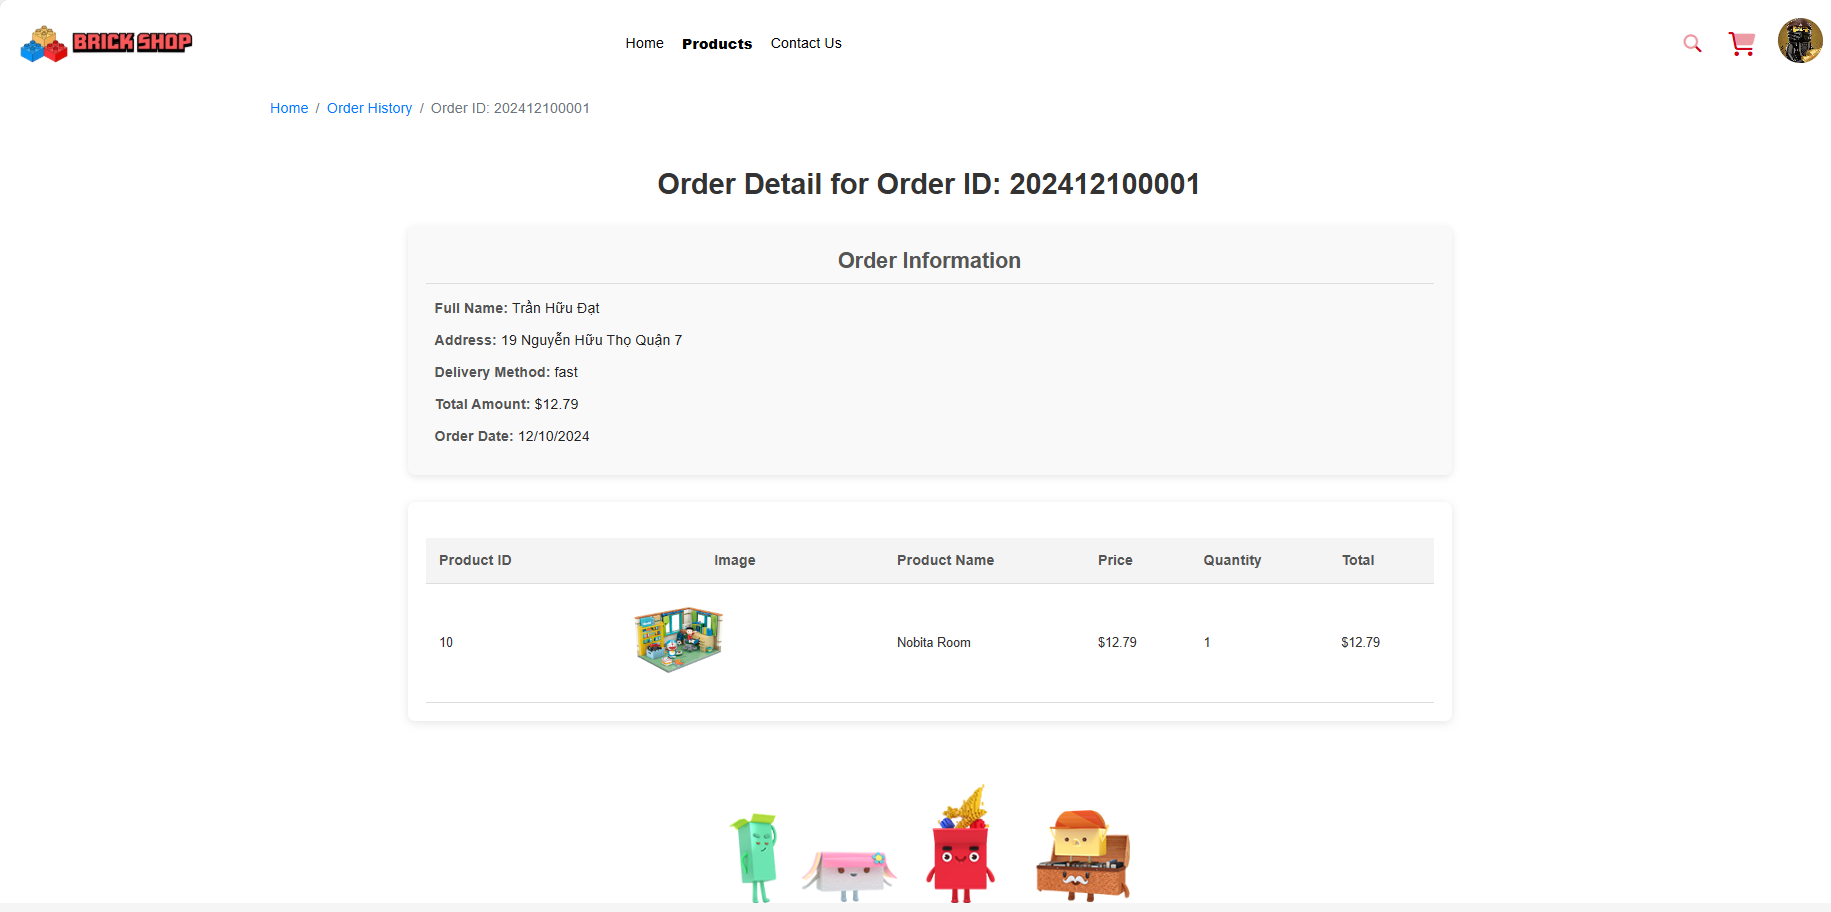 BRICK SHOP
Home Products Contact Us
Home / Order History / Order ID: 202412100001
Order Detail for Order ID: 202412100001
Order Information
Full Name: Trần Hữu Đạt
Address: 19 Nguyễn Hữu Thọ Quận 7
Delivery Method: fast
Total Amount: $12.79
Order Date: 12/10/2024
Product ID Image Product Name Price Quantity Total
10 Nobita Room $12.79 1 $12.79